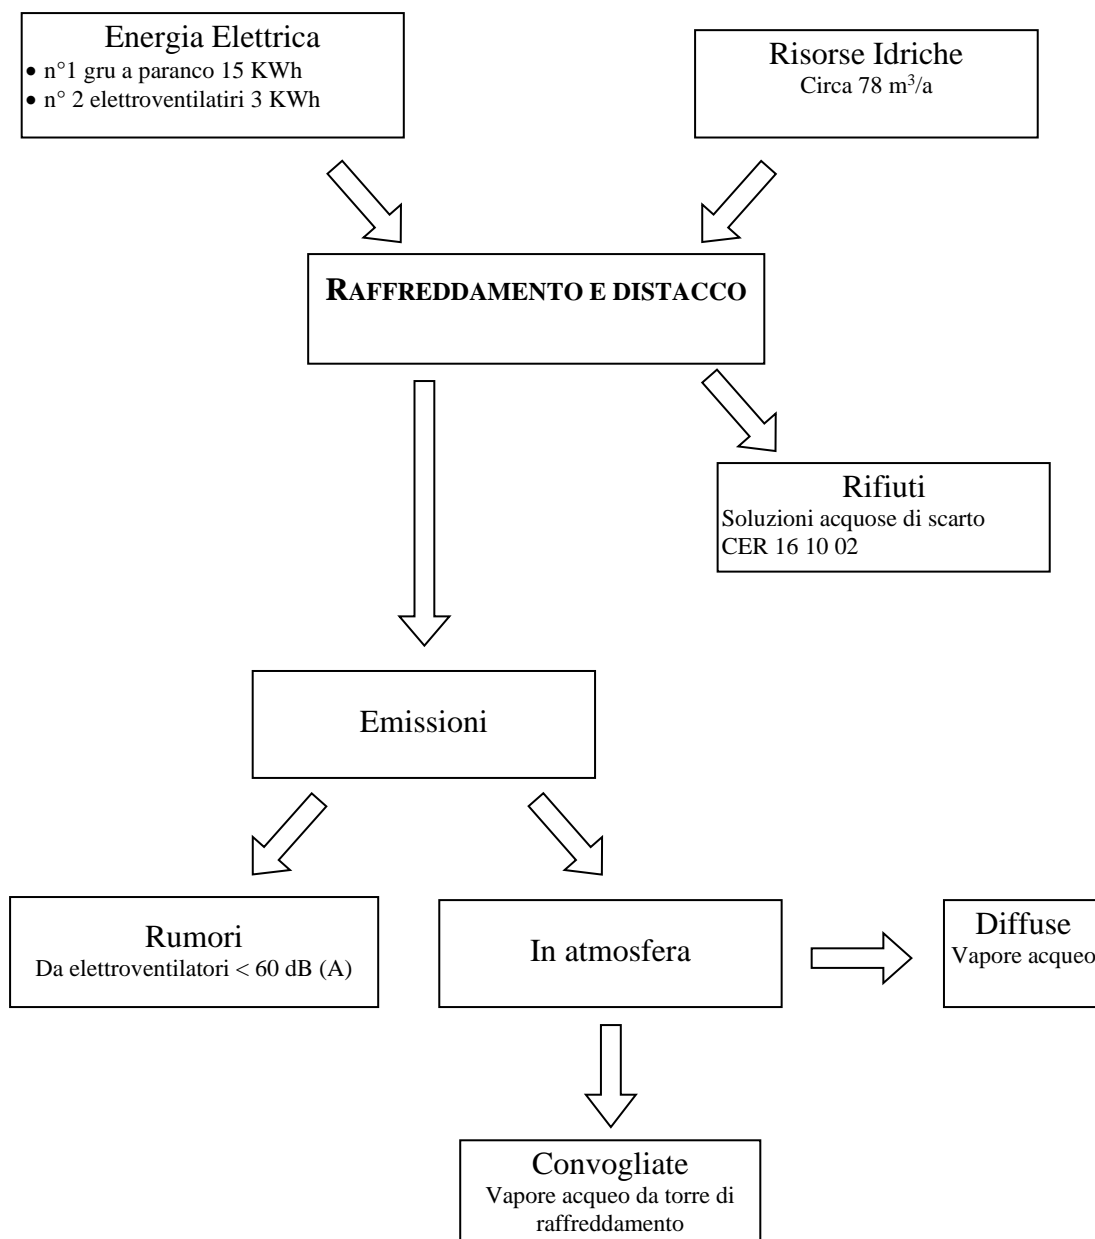 Energia Elettrica
• n°1 gru a paranco 15 KWh
• n° 2 elettroventilatiri 3 KWh
Risorse Idriche
Circa 78 m³/a
RAFFREDDAMENTO E DISTACCO
Rifiuti
Soluzioni acquose di scarto
CER 16 10 02
Emissioni
Rumori
Da elettroventilatori < 60 dB (A)
In atmosfera
Diffuse
Vapore acqueo
Convogliate
Vapore acqueo da torre di
raffreddamento